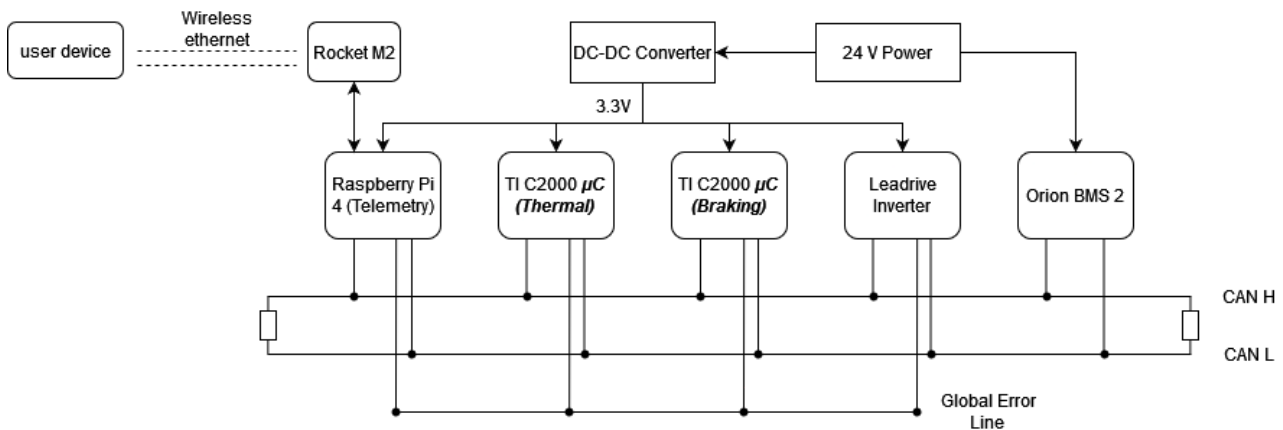 Wireless
ethernet
user device
Rocket M2
DC-DC Converter
24 V Power
3.3V
Raspberry Pi
4 (Telemetry)
TI C2000 µC
(Thermal)
TI C2000 µC
(Braking)
Leadrive
Inverter
Orion BMS 2
CAN H
CAN L
Global Error
Line